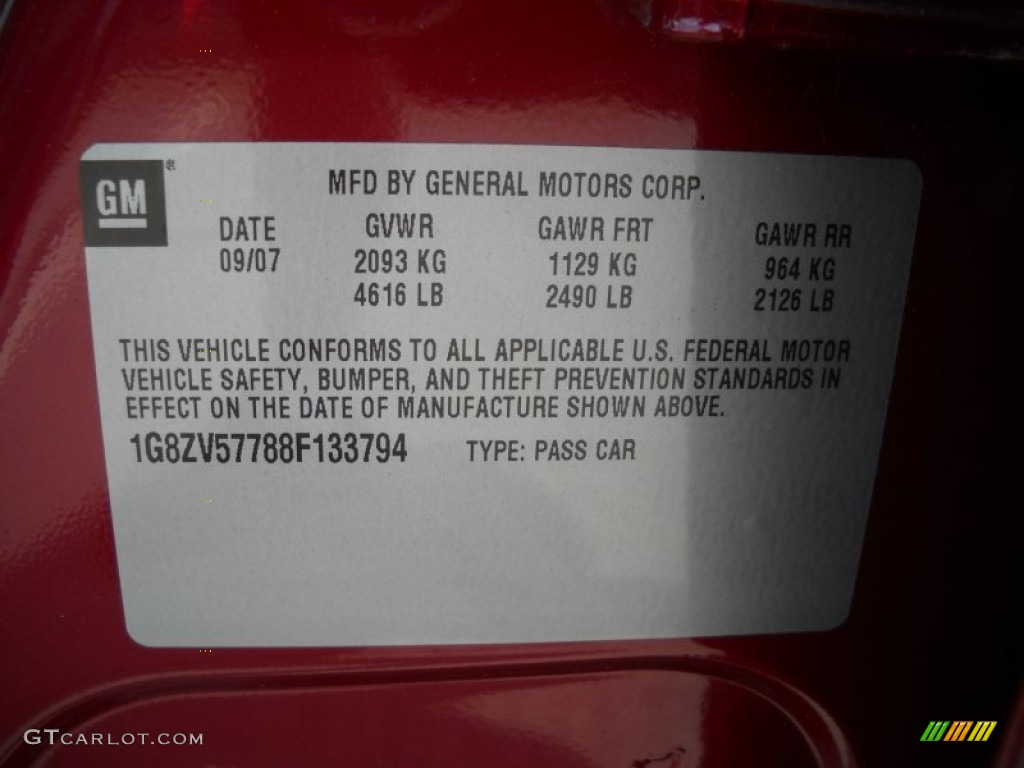 GM®
MFD BY GENERAL MOTORS CORP.
DATE GVWR GAWR FRT GAWR RR
09/07 2093 KG 1129 KG 964 KG
4616 LB 2490 LB 2126 LB
THIS VEHICLE CONFORMS TO ALL APPLICABLE U.S. FEDERAL MOTOR
VEHICLE SAFETY, BUMPER, AND THEFT PREVENTION STANDARDS IN
EFFECT ON THE DATE OF MANUFACTURE SHOWN ABOVE.
1G8ZV57788F133794 TYPE: PASS CAR
GTCARLOT.COM